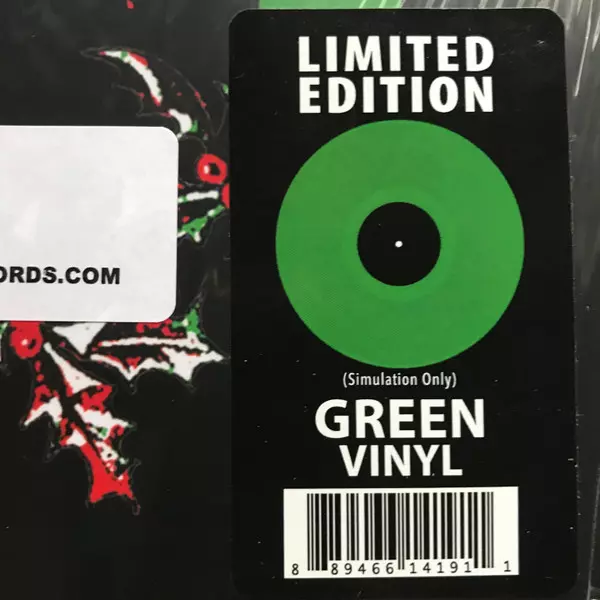 LIMITED
EDITION
ORDS.COM
(Simulation Only)
GREEN
VINYL
8 89466 14191 1